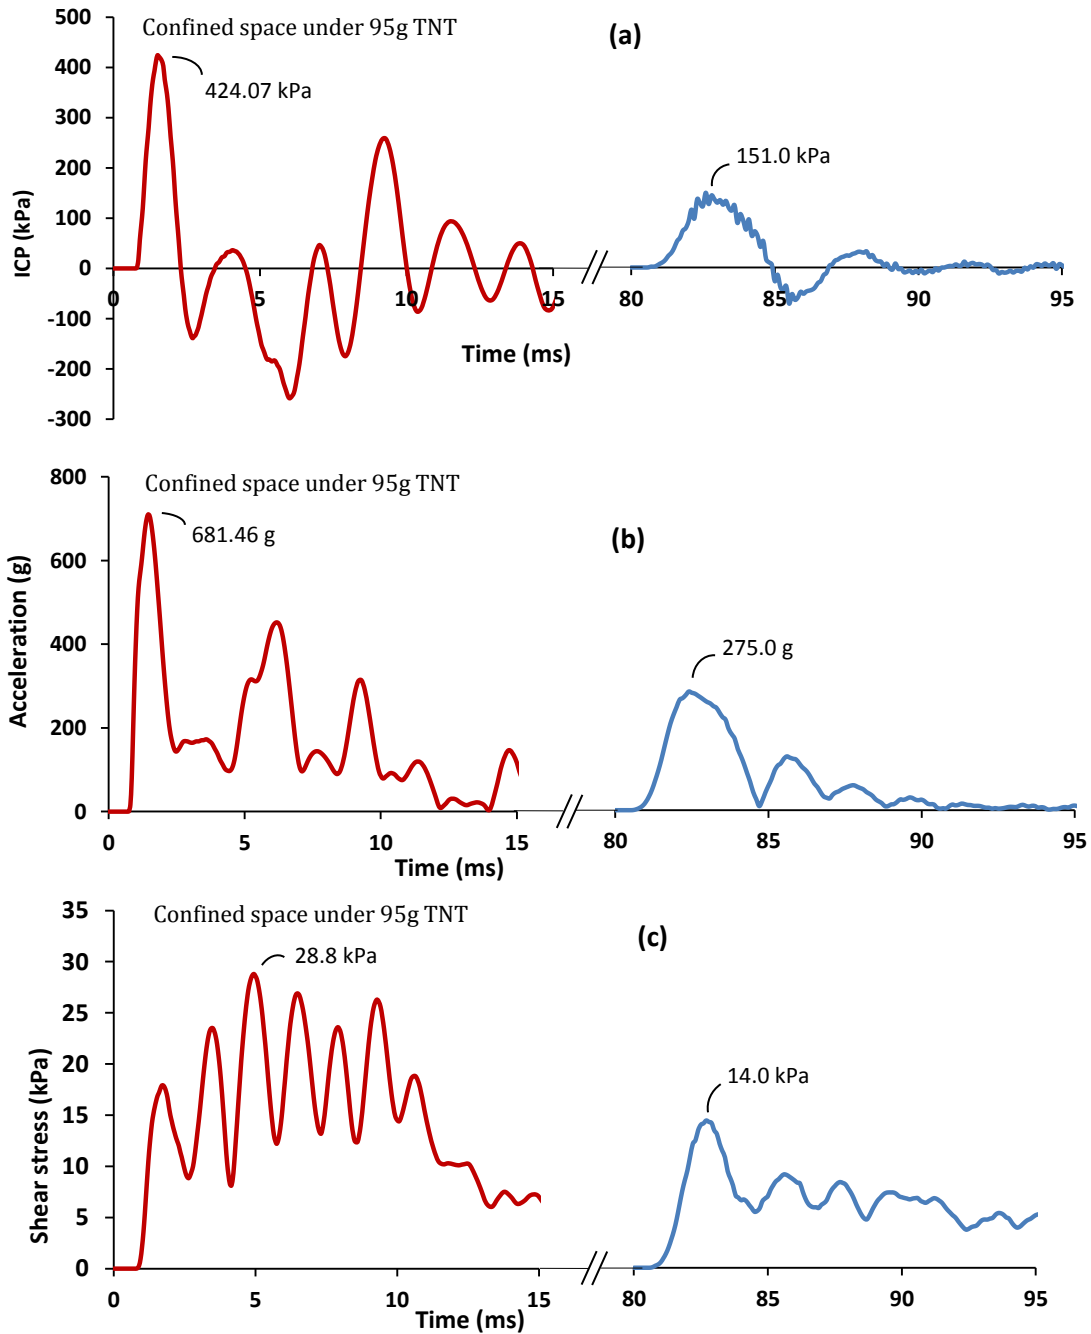 500
Confined space under 95g TNT
(a)
400
424.07 kPa
300
200
151.0 kPa
100
ICP (kPa)
0
0
5
10
15
80
85
90
95
-100
Time (ms)
-200
-300
800
Confined space under 95g TNT
681.46 g
(b)
600
Acceleration (g)
400
275.0 g
200
0
0
5
10
15
80
85
90
95
Time (ms)
35
Confined space under 95g TNT
(c)
30
28.8 kPa
25
20
Shear stress (kPa)
15
14.0 kPa
10
5
0
0
5
10
15
80
85
90
95
Time (ms)